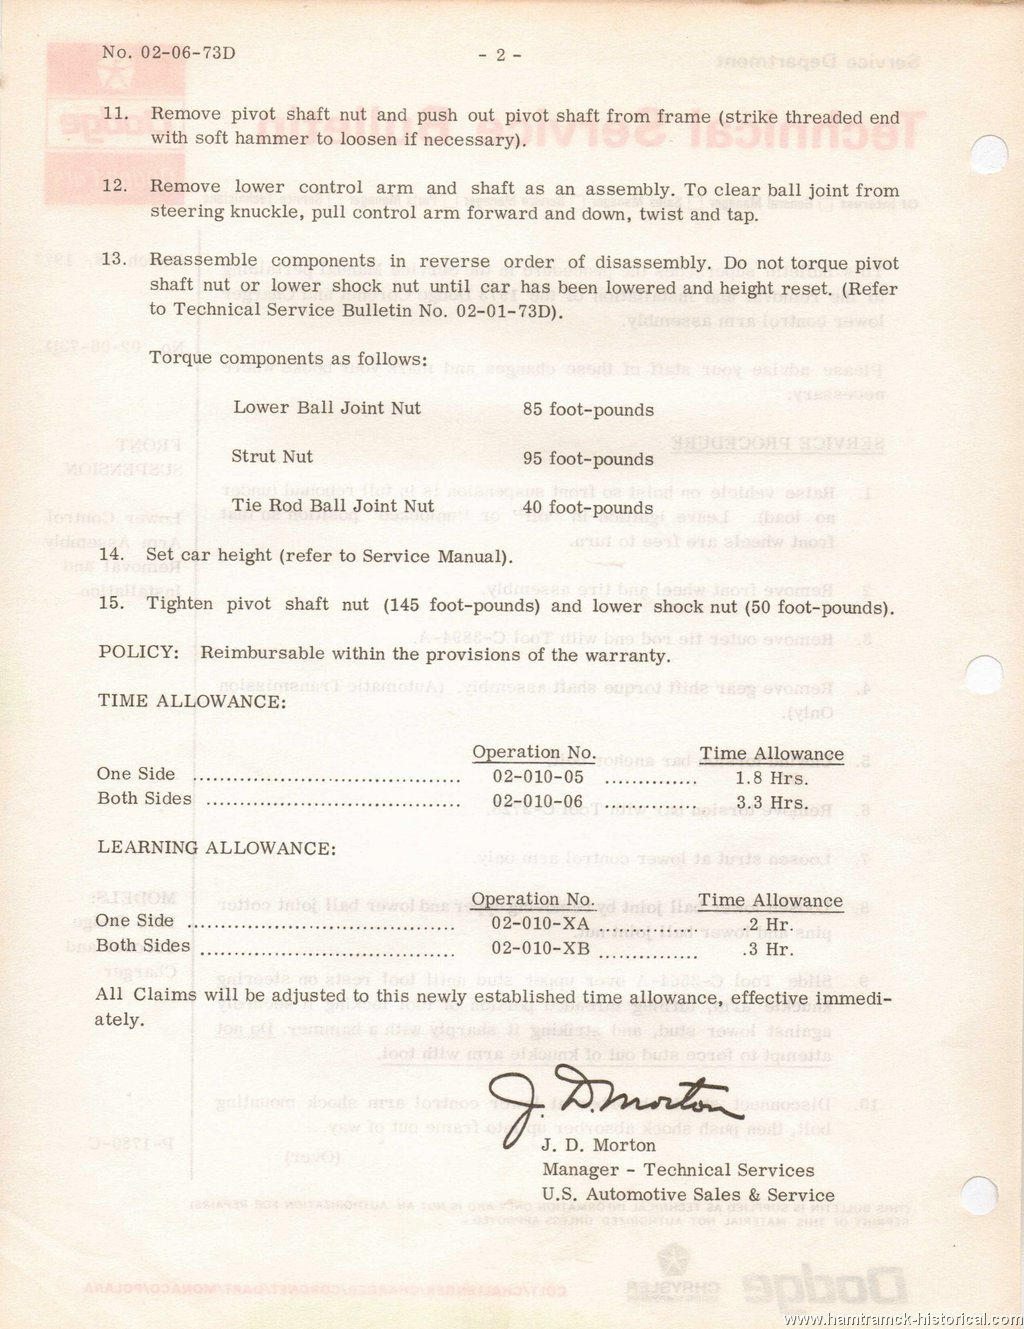 No. 02-06-73D
- 2 -
11. Remove pivot shaft nut and push out pivot shaft from frame (strike threaded end
with soft hammer to loosen if necessary).
12. Remove lower control arm and shaft as an assembly. To clear ball joint from
steering knuckle, pull control arm forward and down, twist and tap.
13. Reassemble components in reverse order of disassembly. Do not torque pivot
shaft nut or lower shock nut until car has been lowered and height reset. (Refer
to Technical Service Bulletin No. 02-01-73D).
Torque components as follows:
Lower Ball Joint Nut 85 foot-pounds
Strut Nut 95 foot-pounds
Tie Rod Ball Joint Nut 40 foot-pounds
14. Set car height (refer to Service Manual).
15. Tighten pivot shaft nut (145 foot-pounds) and lower shock nut (50 foot-pounds).
POLICY: Reimbursable within the provisions of the warranty.
TIME ALLOWANCE:
Operation No. Time Allowance
One Side ........................................ 02-010-05 .............. 1.8 Hrs.
Both Sides ...................................... 02-010-06 .............. 3.3 Hrs.
LEARNING ALLOWANCE:
Operation No. Time Allowance
One Side ........................................ 02-010-XA ............... .2 Hr.
Both Sides ...................................... 02-010-XB ............... .3 Hr.
All Claims will be adjusted to this newly established time allowance, effective immedi-
ately.
J. D. Morton
J. D. Morton
Manager - Technical Services
U.S. Automotive Sales & Service
www.hamtramck-historical.com